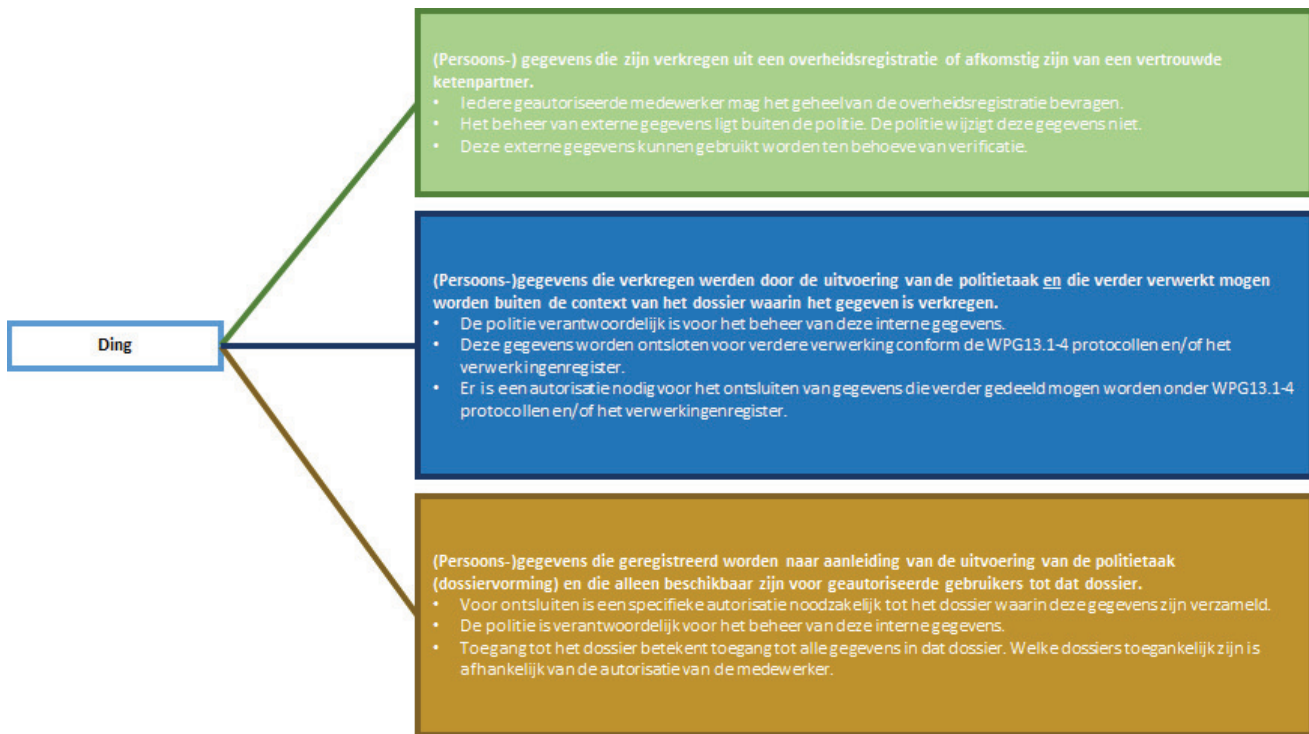 (Persoons-) gegevens die zijn verkregen uit een overheidsregistratie of afkomstig zijn van een vertrouwde
ketenpartner.
• Iedere geautoriseerde medewerker mag het geheel van de overheidsregistratie bevragen.
• Het beheer van externe gegevens ligt buiten de politie. De politie wijzigt deze gegevens niet.
• Deze externe gegevens kunnen gebruikt worden ten behoeve van verificatie.
(Persoons-)gegevens die verkregen werden door de uitvoering van de politietaak en die verder verwerkt mogen
worden buiten de context van het dossier waarin het gegeven is verkregen.
• De politie verantwoordelijk is voor het beheer van deze interne gegevens.
• Deze gegevens worden ontsloten voor verdere verwerking conform de WPG13.1-4 protocollen en/of het
verwerkingenregister.
• Er is een autorisatie nodig voor het ontsluiten van gegevens die verder gedeeld mogen worden onder WPG13.1-4
protocollen en/of het verwerkingenregister.
Ding
(Persoons-)gegevens die geregistreerd worden naar aanleiding van de uitvoering van de politietaak
(dossiervorming) en die alleen beschikbaar zijn voor geautoriseerde gebruikers tot dat dossier.
• Voor ontsluiten is een specifieke autorisatie noodzakelijk tot het dossier waarin deze gegevens zijn verzameld.
• De politie is verantwoordelijk voor het beheer van deze interne gegevens.
• Toegang tot het dossier betekent toegang tot alle gegevens in dat dossier. Welke dossiers toegankelijk zijn is
afhankelijk van de autorisatie van de medewerker.